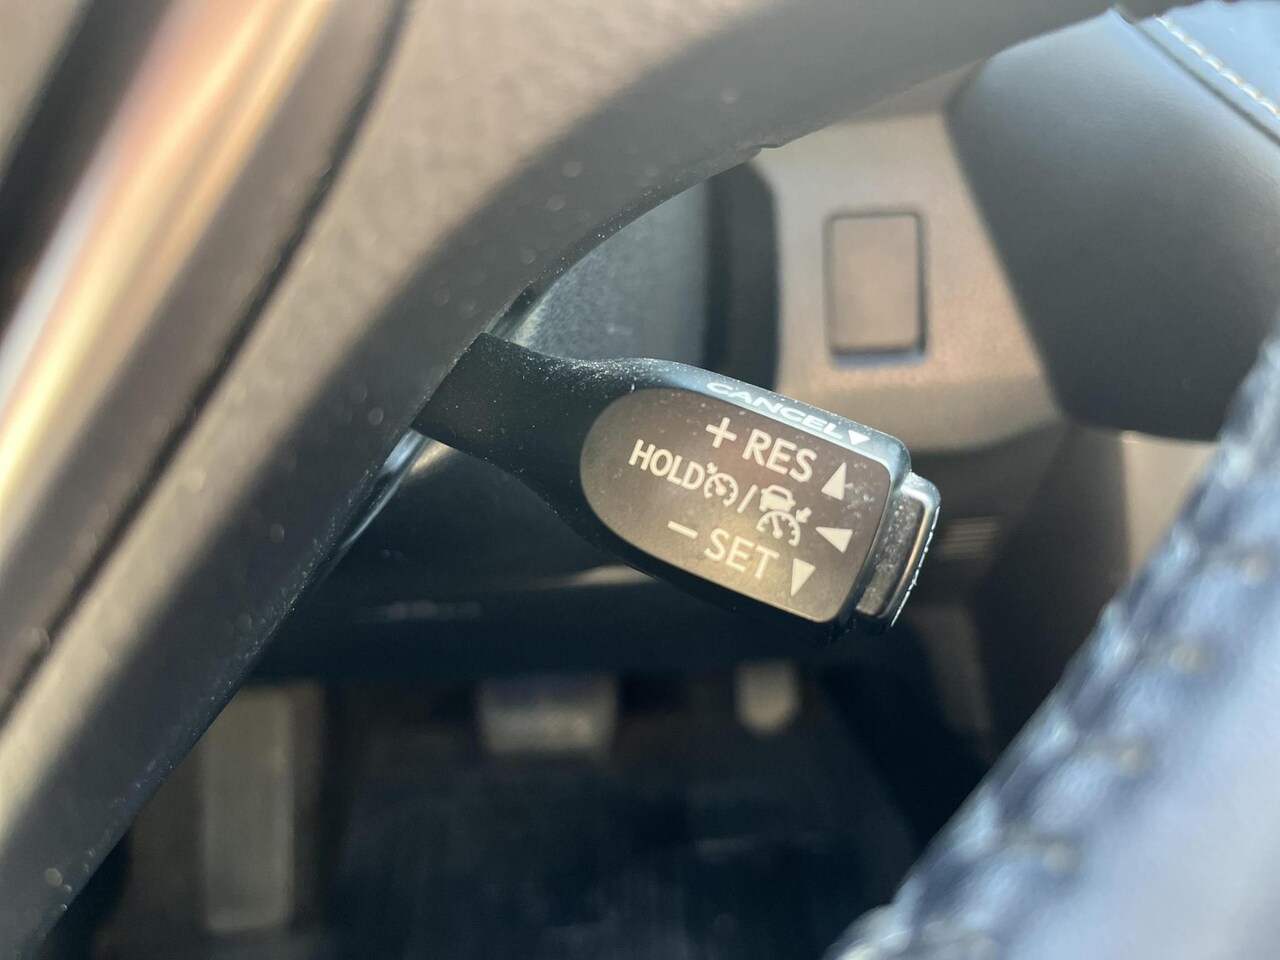 CANCEL
+ RES
HOLD /
− SET